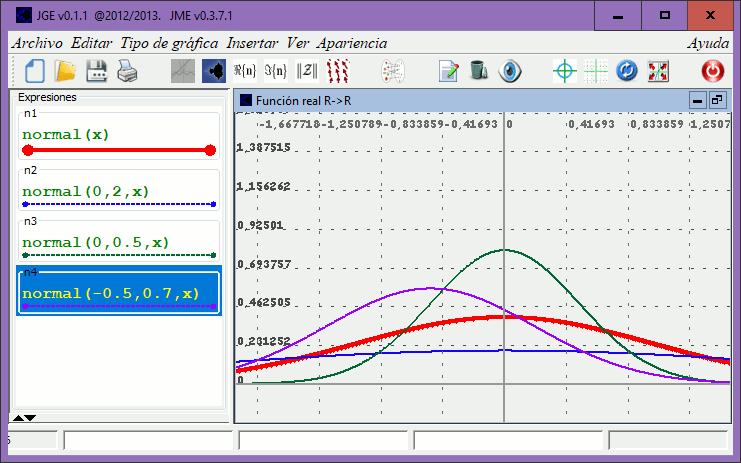 JGE v0.1.1  @2012/2013.   JME v0.3.7.1
Archivo Editar Tipo de gráfica Insertar Ver Apariencia Ayuda
ℜ{n} ℑ{n} ‖Z‖
Expresiones
n1
normal(x)
n2
normal(0,2,x)
n3
normal(0,0.5,x)
n4
normal(-0.5,0.7,x)
Función real R->R
-1,667718 -1,250789 -0,833859 -0,41693 0 0,41693 0,833859 1,2507
1,387515
1,156262
0,92501
0,693757
0,462505
0,231252
0